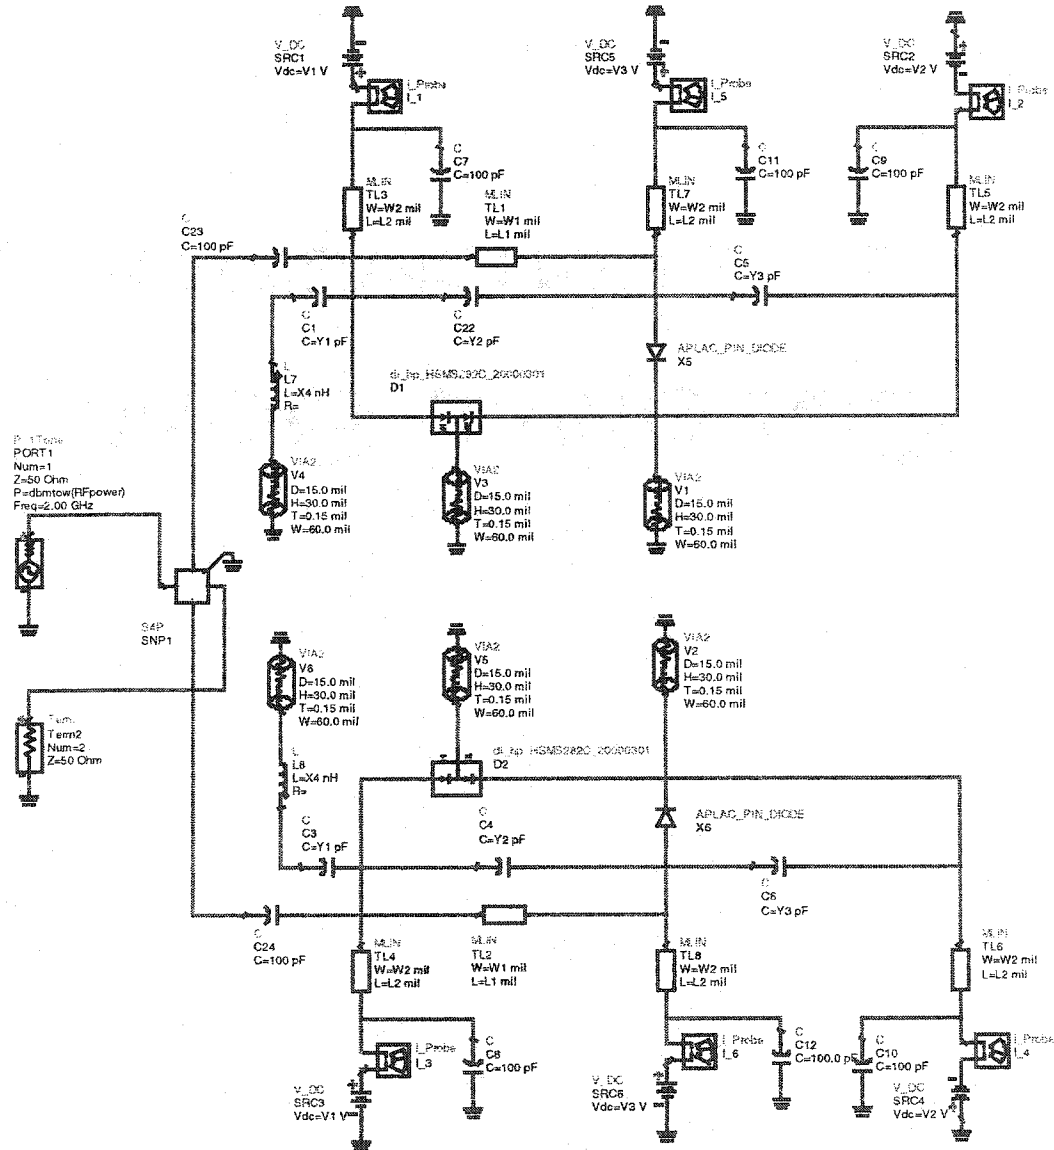 V_DC
SRC1
Vdc=V1 V
I_Probe
I_1
V_DC
SRC5
Vdc=V3 V
I_Probe
I_5
V_DC
SRC2
Vdc=V2 V
I_Probe
I_2
C
C7
C=100 pF
C
C11
C=100 pF
C
C9
C=100 pF
MLIN
TL3
W=W2 mil
L=L2 mil
MLIN
TL1
W=W1 mil
L=L1 mil
MLIN
TL7
W=W2 mil
L=L2 mil
MLIN
TL5
W=W2 mil
L=L2 mil
C
C23
C=100 pF
C
C5
C=Y3 pF
C
C1
C=Y1 pF
C
C22
C=Y2 pF
APLAC_PIN_DIODE
X5
L
L7
L=X4 nH
R=
D1
VIA2
V4
D=15.0 mil
H=30.0 mil
T=0.15 mil
W=60.0 mil
VIA2
V3
D=15.0 mil
H=30.0 mil
T=0.15 mil
W=60.0 mil
VIA2
V1
D=15.0 mil
H=30.0 mil
T=0.15 mil
W=60.0 mil
P_1Tone
PORT1
Num=1
Z=50 Ohm
P=dbmtow(RFpower)
Freq=2.00 GHz
S4P
SNP1
Term
Term2
Num=2
Z=50 Ohm
VIA2
V6
D=15.0 mil
H=30.0 mil
T=0.15 mil
W=60.0 mil
VIA2
V5
D=15.0 mil
H=30.0 mil
T=0.15 mil
W=60.0 mil
VIA2
V2
D=15.0 mil
H=30.0 mil
T=0.15 mil
W=60.0 mil
L
L8
L=X4 nH
R=
di_hp_HSMS282C_20000301
D2
APLAC_PIN_DIODE
X6
C
C3
C=Y1 pF
C
C4
C=Y2 pF
C
C6
C=Y3 pF
C
C24
C=100 pF
MLIN
TL4
W=W2 mil
L=L2 mil
MLIN
TL2
W=W1 mil
L=L1 mil
MLIN
TL8
W=W2 mil
L=L2 mil
MLIN
TL6
W=W2 mil
L=L2 mil
I_Probe
I_3
C
C8
C=100 pF
I_Probe
I_6
C
C12
C=100.0 pF
C
C10
C=100 pF
I_Probe
I_4
V_DC
SRC3
Vdc=V1 V
V_DC
SRC6
Vdc=V3 V
V_DC
SRC4
Vdc=V2 V